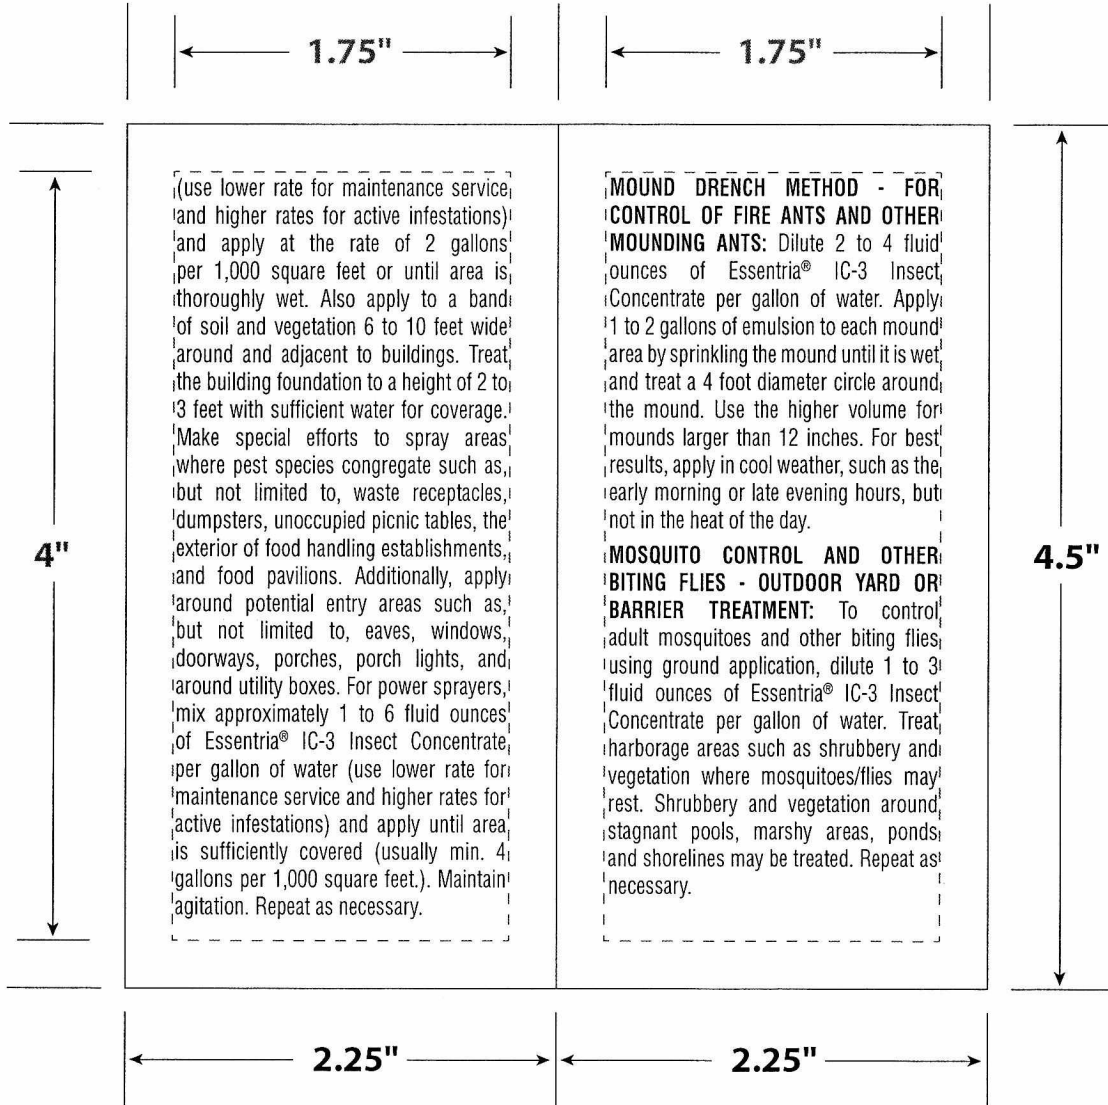 1.75"
1.75"
(use lower rate for maintenance service
and higher rates for active infestations)
and apply at the rate of 2 gallons
per 1,000 square feet or until area is
thoroughly wet. Also apply to a band
of soil and vegetation 6 to 10 feet wide
around and adjacent to buildings. Treat
the building foundation to a height of 2 to
3 feet with sufficient water for coverage.
Make special efforts to spray areas
where pest species congregate such as,
but not limited to, waste receptacles,
dumpsters, unoccupied picnic tables, the
exterior of food handling establishments,
and food pavilions. Additionally, apply
around potential entry areas such as,
but not limited to, eaves, windows,
doorways, porches, porch lights, and
around utility boxes. For power sprayers,
mix approximately 1 to 6 fluid ounces
of Essentria® IC-3 Insect Concentrate
per gallon of water (use lower rate for
maintenance service and higher rates for
active infestations) and apply until area
is sufficiently covered (usually min. 4
gallons per 1,000 square feet.). Maintain
agitation. Repeat as necessary.
MOUND DRENCH METHOD - FOR
CONTROL OF FIRE ANTS AND OTHER
MOUNDING ANTS: Dilute 2 to 4 fluid
ounces of Essentria® IC-3 Insect
Concentrate per gallon of water. Apply
1 to 2 gallons of emulsion to each mound
area by sprinkling the mound until it is wet
and treat a 4 foot diameter circle around
the mound. Use the higher volume for
mounds larger than 12 inches. For best
results, apply in cool weather, such as the
early morning or late evening hours, but
not in the heat of the day.
MOSQUITO CONTROL AND OTHER
BITING FLIES - OUTDOOR YARD OR
BARRIER TREATMENT: To control
adult mosquitoes and other biting flies
using ground application, dilute 1 to 3
fluid ounces of Essentria® IC-3 Insect
Concentrate per gallon of water. Treat
harborage areas such as shrubbery and
vegetation where mosquitoes/flies may
rest. Shrubbery and vegetation around
stagnant pools, marshy areas, ponds
and shorelines may be treated. Repeat as
necessary.
4"
4.5"
2.25"
2.25"